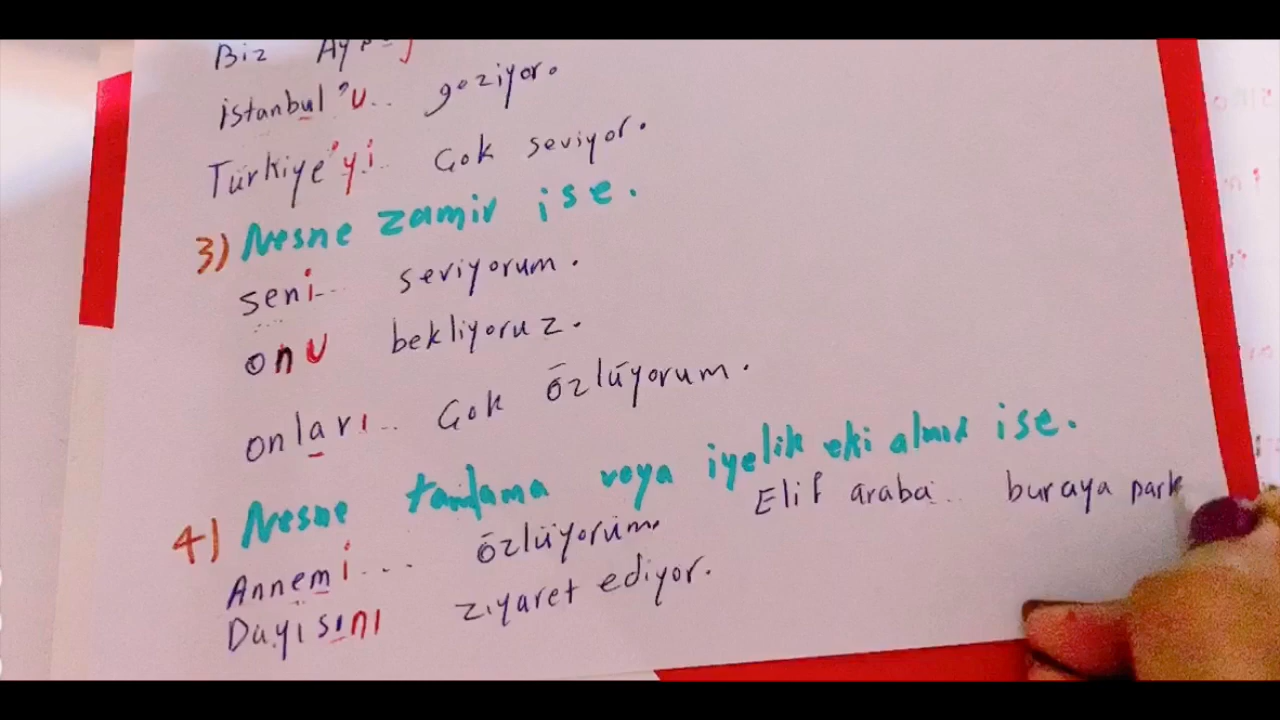 Biz
İstanbul'u.. geziyor.
Türkiye'yi.. Çok seviyor.
3) Nesne zamir ise.
seni.. seviyorum.
onu bekliyoruz.
onları.. Çok özlüyorum.
4) Nesne tamlama veya iyelik eki almış ise.
Annemi... özlüyorum. Elif araba.. buraya park
Dayısını ziyaret ediyor.